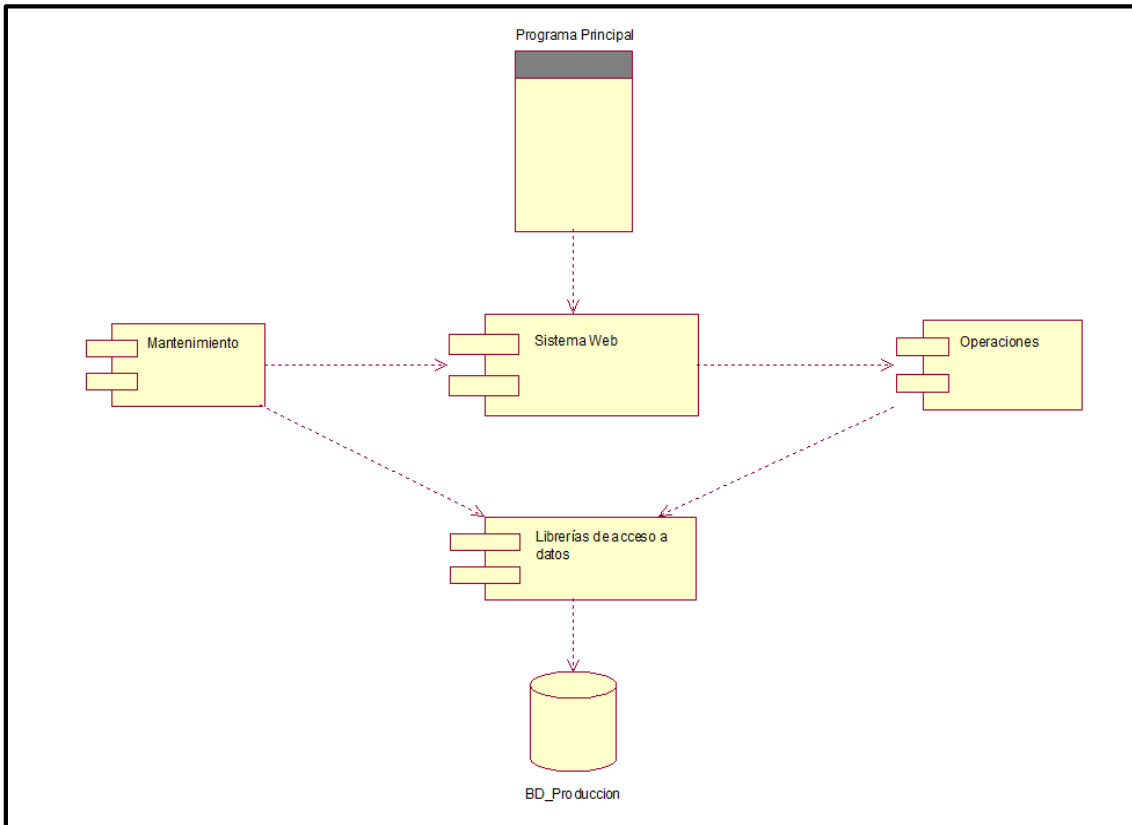 Programa Principal
Mantenimiento
Sistema Web
Operaciones
Librerías de acceso a
datos
BD_Produccion